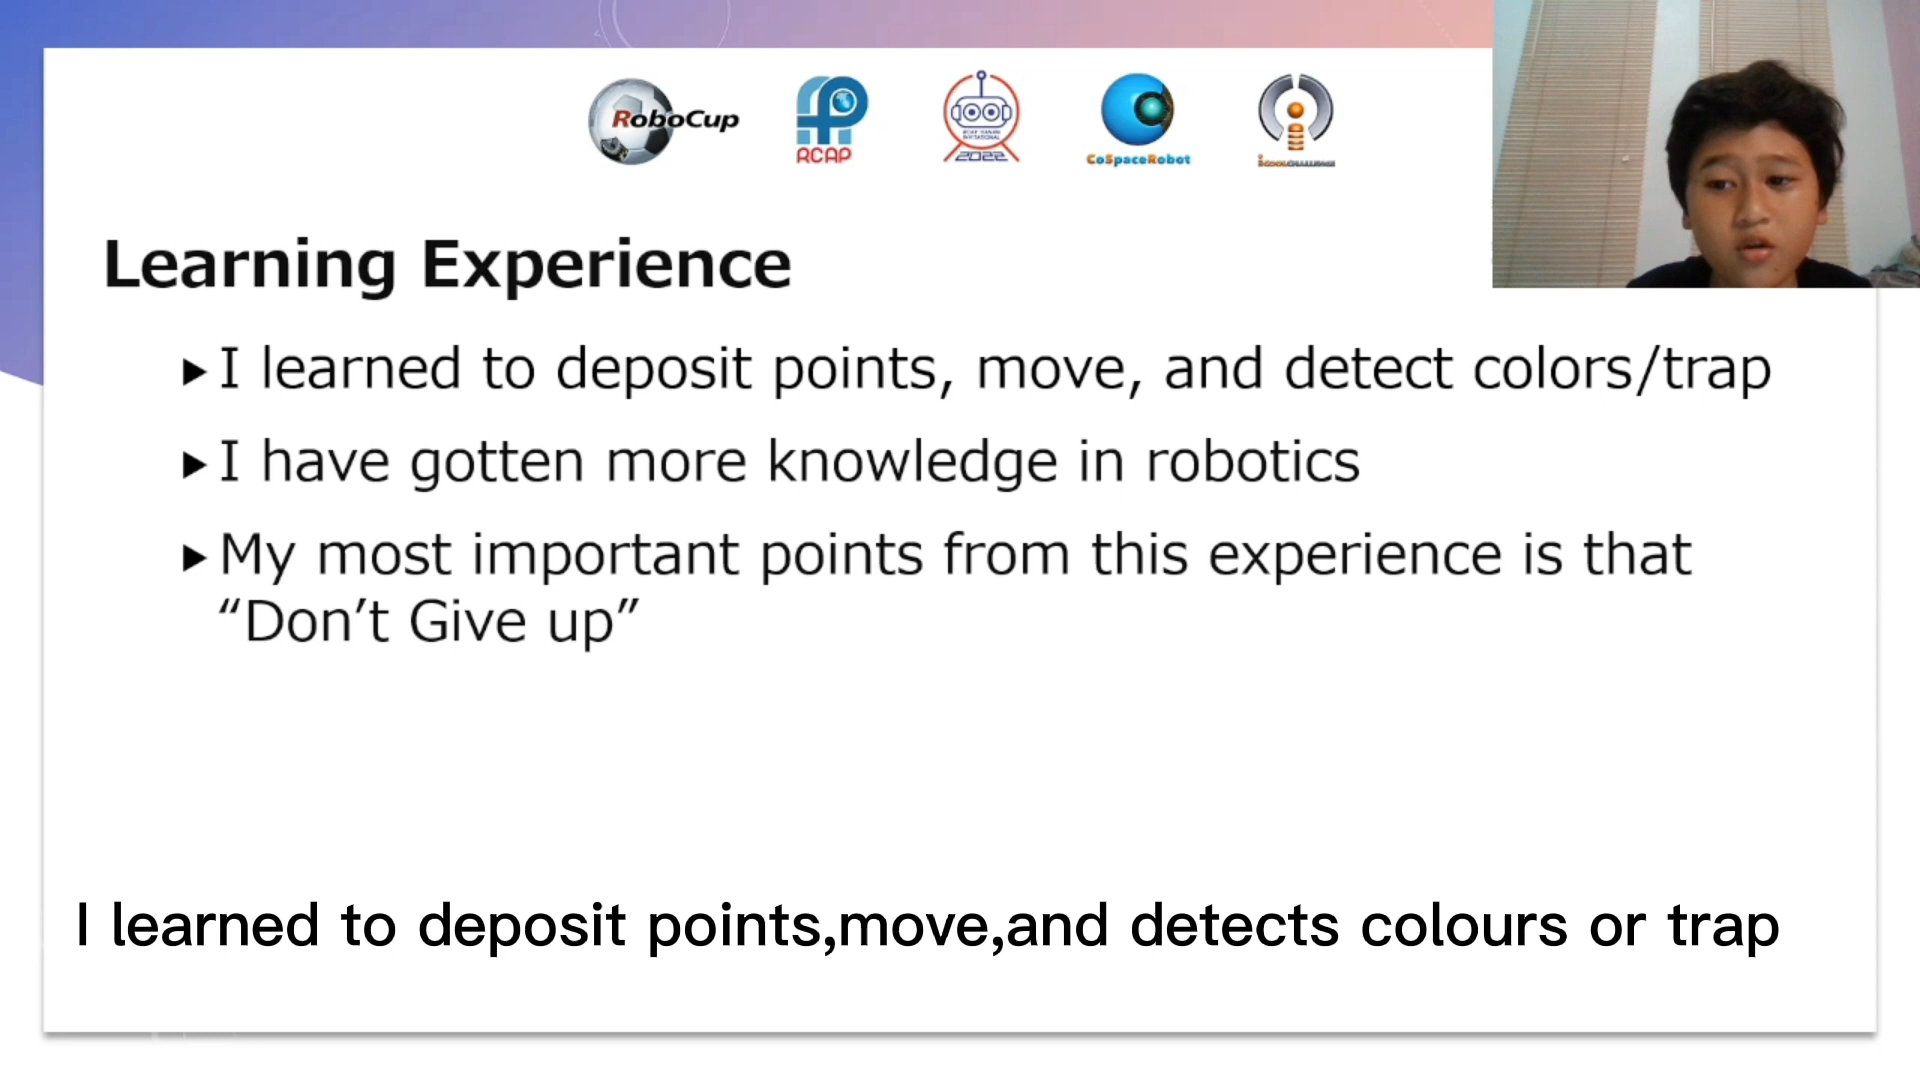 RoboCup
RCAP
2022
CoSpaceRobot
Learning Experience
I learned to deposit points, move, and detect colors/trap
I have gotten more knowledge in robotics
My most important points from this experience is that
“Don’t Give up”
I learned to deposit points,move,and detects colours or trap